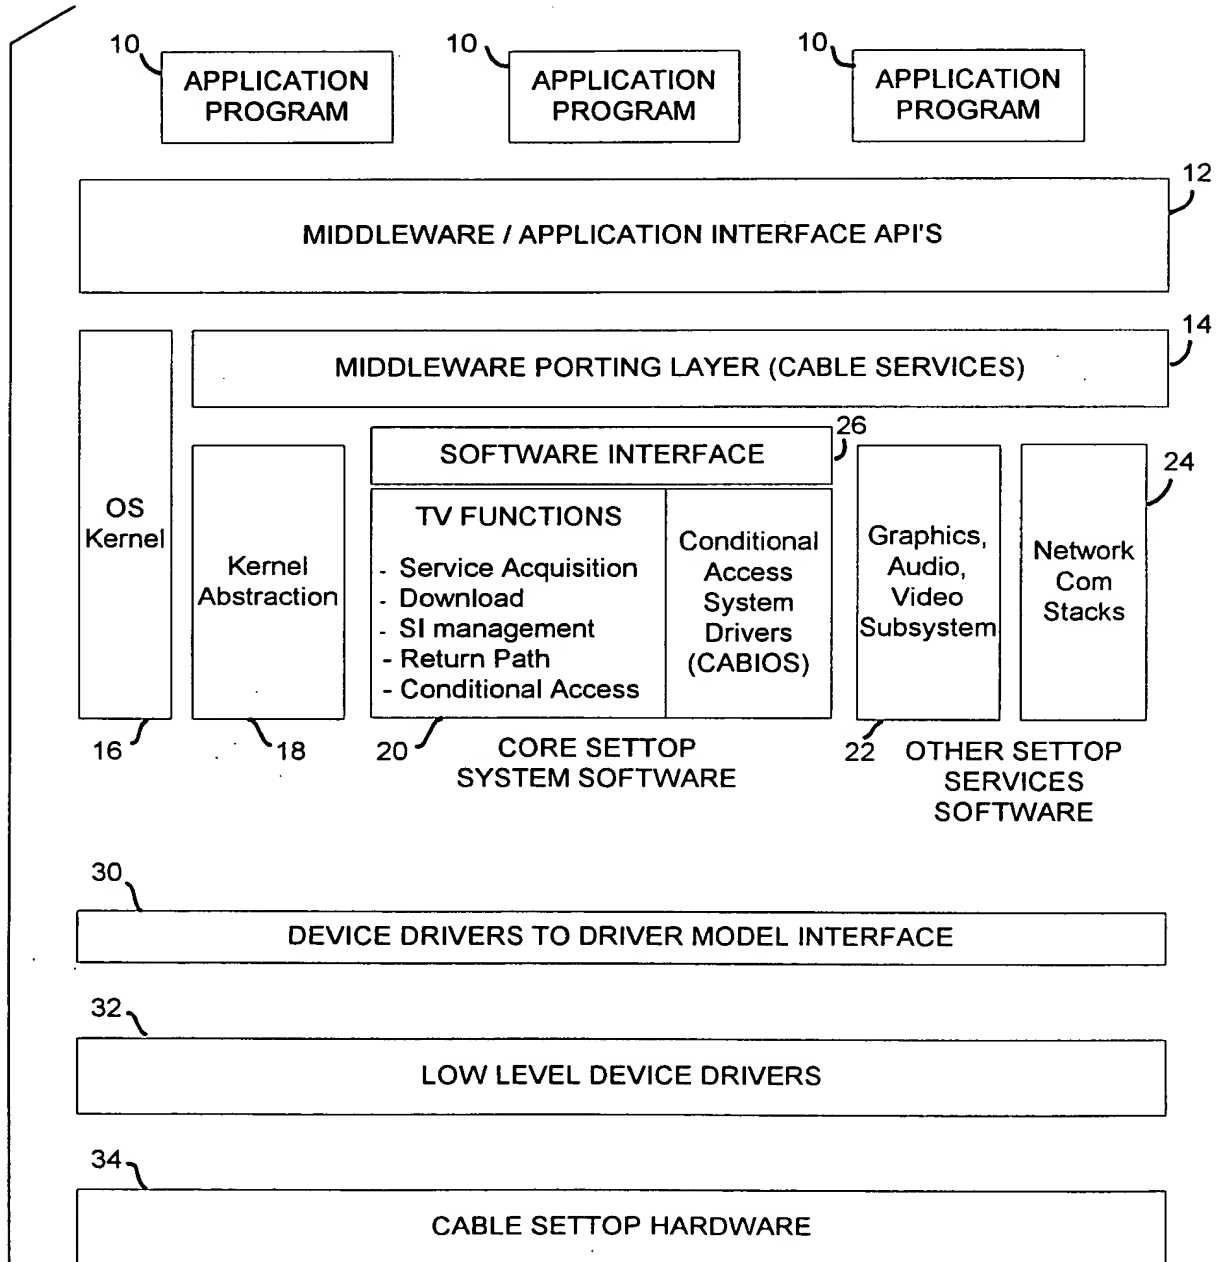 10
APPLICATION
PROGRAM
10
APPLICATION
PROGRAM
10
APPLICATION
PROGRAM
12
MIDDLEWARE / APPLICATION INTERFACE API'S
14
MIDDLEWARE PORTING LAYER (CABLE SERVICES)
OS
Kernel
16
Kernel
Abstraction
18
26
SOFTWARE INTERFACE
TV FUNCTIONS
- Service Acquisition
- Download
- SI management
- Return Path
- Conditional Access
Conditional
Access
System
Drivers
(CABIOS)
20
CORE SETTOP
SYSTEM SOFTWARE
Graphics,
Audio,
Video
Subsystem
22
24
Network
Com
Stacks
OTHER SETTOP
SERVICES
SOFTWARE
30
DEVICE DRIVERS TO DRIVER MODEL INTERFACE
32
LOW LEVEL DEVICE DRIVERS
34
CABLE SETTOP HARDWARE